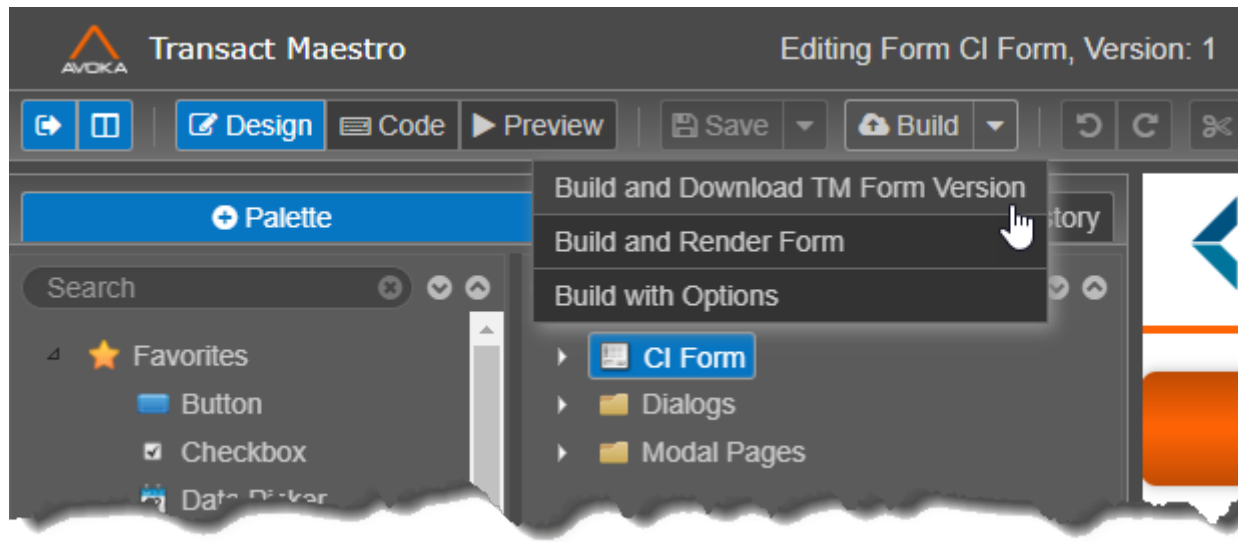 AVOKA
Transact Maestro
Editing Form CI Form, Version: 1
Design Code Preview Save Build
Build and Download TM Form Version
Palette
Build and Render Form
Search
Build with Options
Favorites
CI Form
Button
Dialogs
Checkbox
Modal Pages